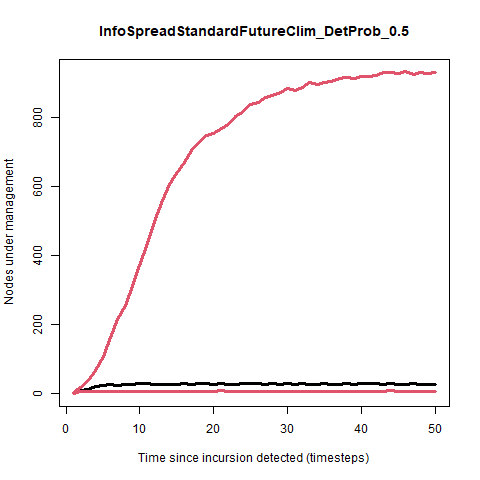 InfoSpreadStandardFutureClim_DetProb_0.5
Nodes under management
800
600
400
200
0
0 10 20 30 40 50
Time since incursion detected (timesteps)